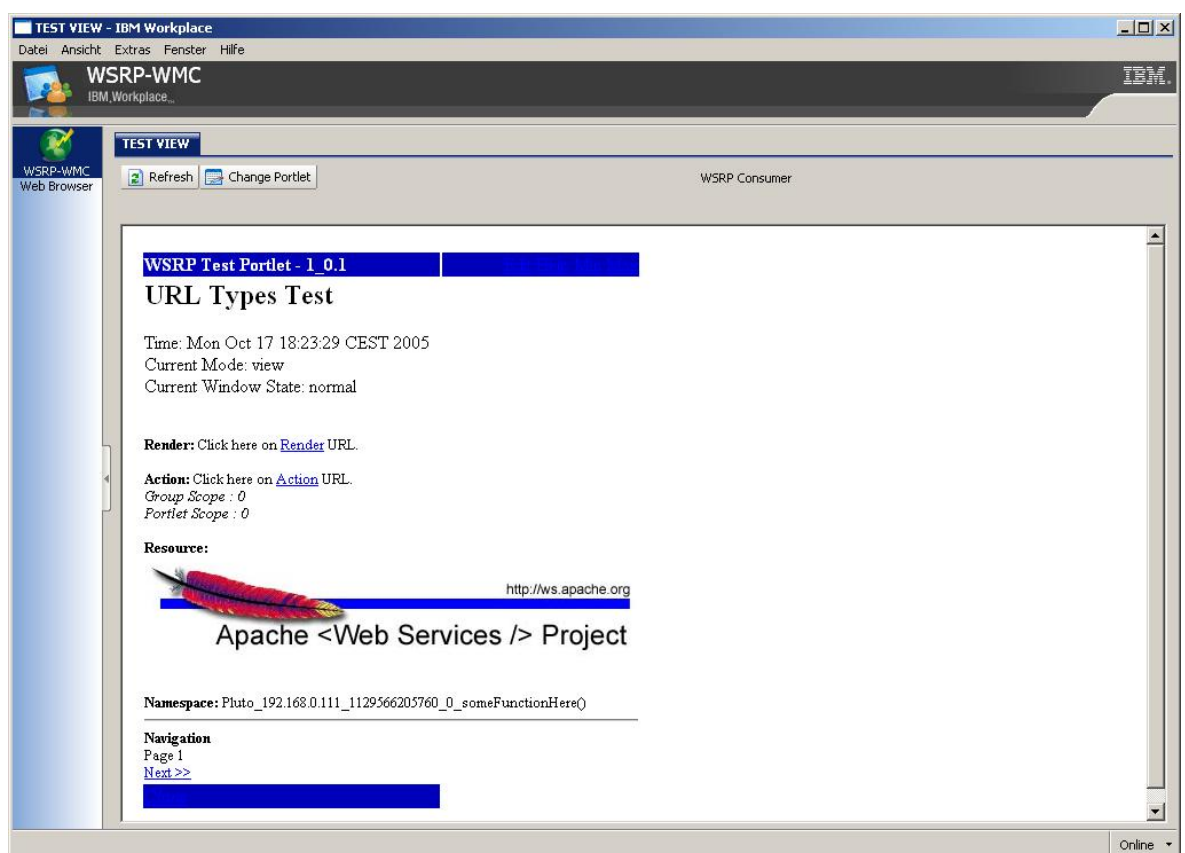 TEST VIEW - IBM Workplace
Datei Ansicht Extras Fenster Hilfe
WSRP-WMC
IBM Workplace
IBM.
WSRP-WMC
Web Browser
TEST VIEW
Refresh Change Portlet
WSRP Consumer
WSRP Test Portlet - 1_0.1
URL Types Test
Time: Mon Oct 17 18:23:29 CEST 2005
Current Mode: view
Current Window State: normal
Render: Click here on Render URL.
Action: Click here on Action URL.
Group Scope : 0
Portlet Scope : 0
Resource:
http://ws.apache.org
Apache <Web Services /> Project
Namespace: Pluto_192.168.0.111_1129566205760_0_someFunctionHere()
Navigation
Page 1
Next >>
Online